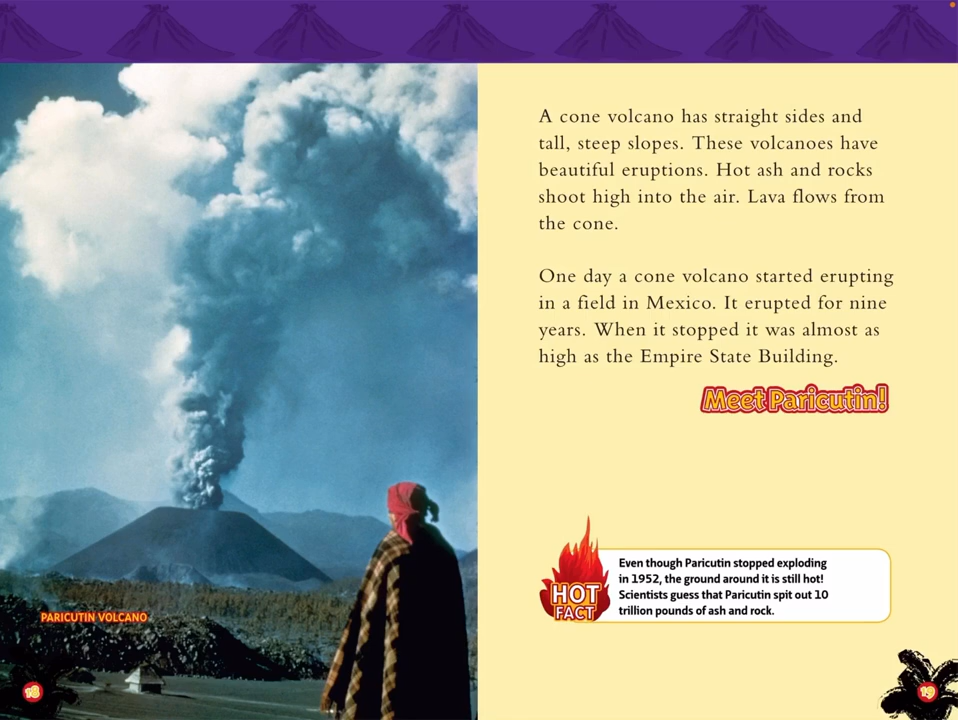 PARICUTIN VOLCANO
18
A cone volcano has straight sides and
tall, steep slopes. These volcanoes have
beautiful eruptions. Hot ash and rocks
shoot high into the air. Lava flows from
the cone.
One day a cone volcano started erupting
in a field in Mexico. It erupted for nine
years. When it stopped it was almost as
high as the Empire State Building.
Meet Paricutin!
HOT
FACT
Even though Paricutin stopped exploding
in 1952, the ground around it is still hot!
Scientists guess that Paricutin spit out 10
trillion pounds of ash and rock.
19